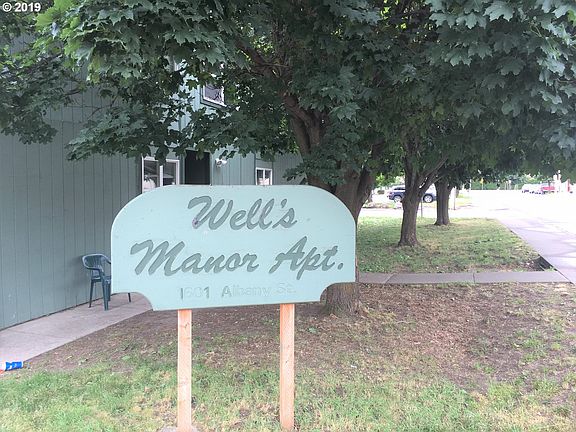 © 2019
Well's
Manor Apt.
1601 Albany St.